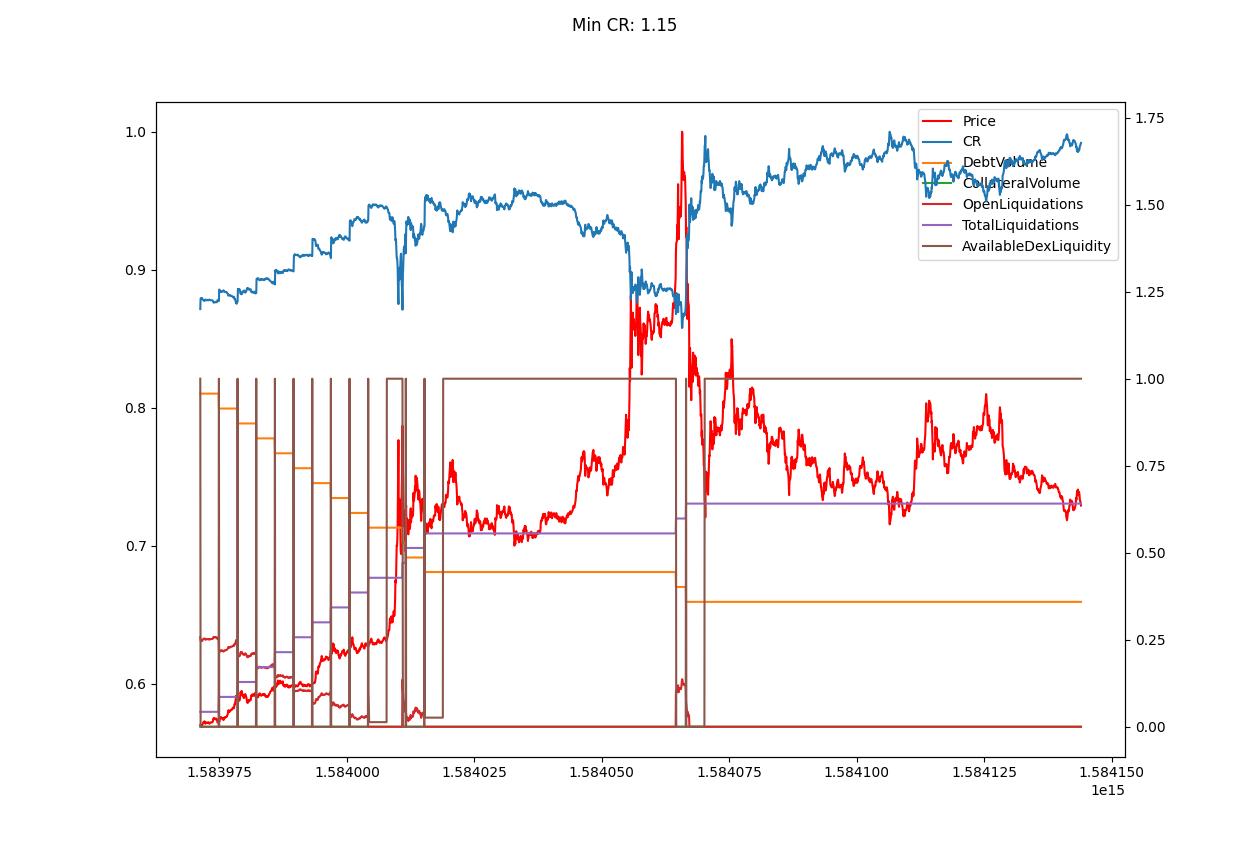 Min CR: 1.15
1.0
0.9
0.8
0.7
0.6
1.75
1.50
1.25
1.00
0.75
0.50
0.25
0.00
Price
CR
DebtVolume
CollateralVolume
OpenLiquidations
TotalLiquidations
AvailableDexLiquidity
1.583975 1.584000 1.584025 1.584050 1.584075 1.584100 1.584125 1.584150
1e15